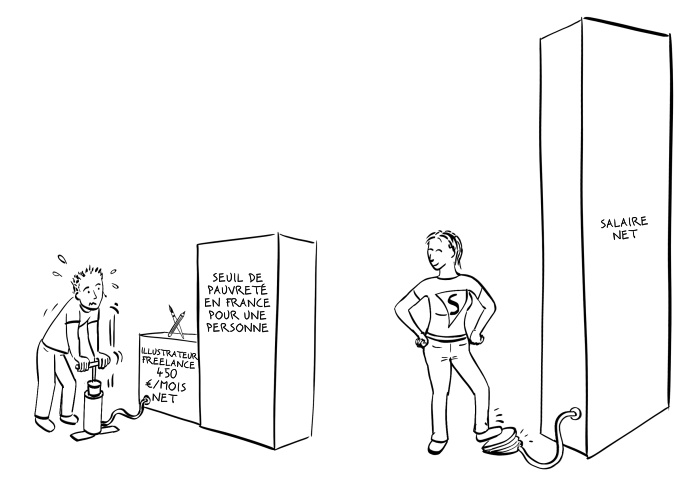 ILLUSTRATEUR
FREELANCE
450
€/MOIS
NET
SEUIL DE
PAUVRETÉ
EN FRANCE
POUR UNE
PERSONNE
S
SALAIRE
NET